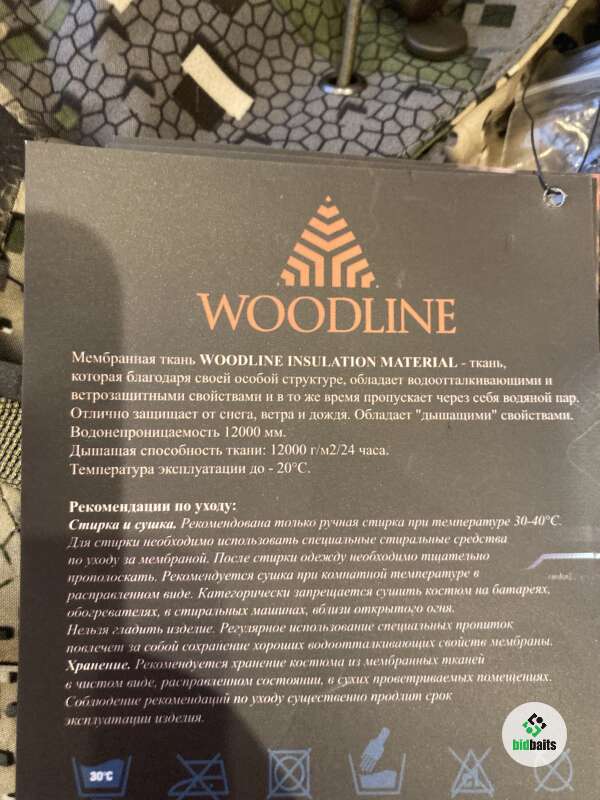 WOODLINE
Мембранная ткань WOODLINE INSULATION MATERIAL - ткань,
которая благодаря своей особой структуре, обладает водоотталкивающими и
ветрозащитными свойствами и в то же время пропускает через себя водяной пар.
Отлично защищает от снега, ветра и дождя. Обладает "дышащими" свойствами.
Водонепроницаемость 12000 мм.
Дышащая способность ткани: 12000 г/м2/24 часа.
Температура эксплуатации до - 20°С.
Рекомендации по уходу:
Стирка и сушка. Рекомендована только ручная стирка при температуре 30-40°С.
Для стирки необходимо использовать специальные стиральные средства
по уходу за мембраной. После стирки одежду необходимо тщательно
прополоскать. Рекомендуется сушка при комнатной температуре в
расправленном виде. Категорически запрещается сушить костюм на батареях,
обогревателях, в стиральных машинах, вблизи открытого огня.
Нельзя гладить изделие. Регулярное использование специальных пропиток
повлечет за собой сохранение хороших водоотталкивающих свойств мембраны.
Хранение. Рекомендуется хранение костюма из мембранных тканей
в чистом виде, расправленном состоянии, в сухих проветриваемых помещениях.
Соблюдение рекомендаций по уходу существенно продлит срок
эксплуатации изделия.
30°C
bidbaits